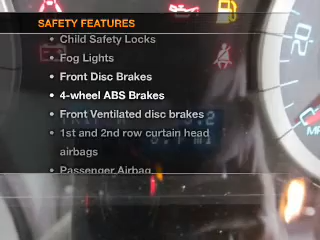 SAFETY FEATURES
• Child Safety Locks
• Fog Lights
• Front Disc Brakes
• 4-wheel ABS Brakes
• Front Ventilated disc brakes
• 1st and 2nd row curtain head
airbags
• Passenger Airbag
20